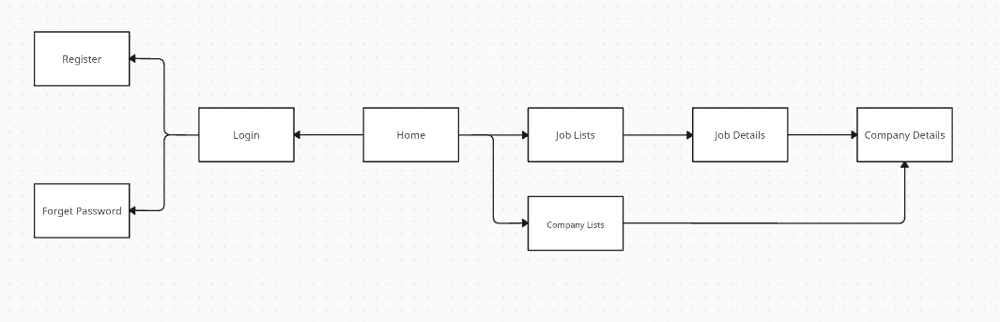 Register
Login
Home
Job Lists
Job Details
Company Details
Forget Password
Company Lists